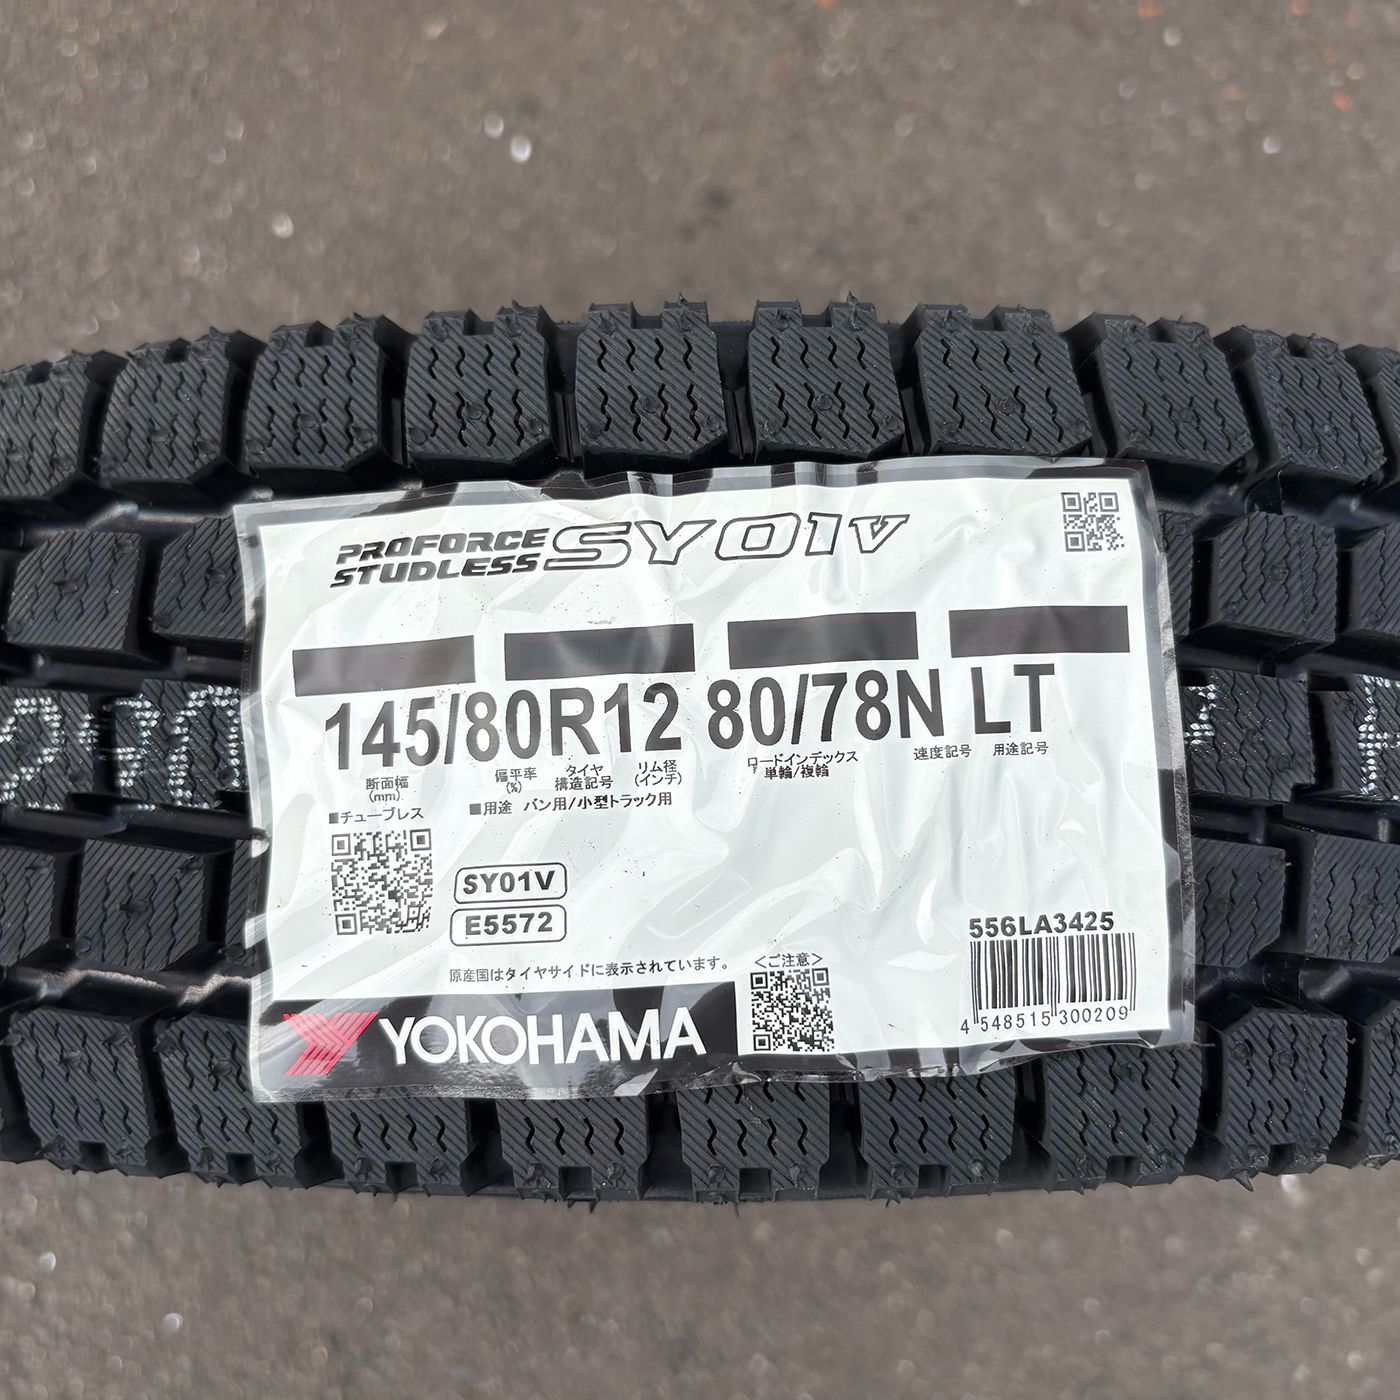 PROFORCE
STUDLESS SY01V
145/80R12 80/78N LT
断面幅
(mm)
偏平率
(%)
タイヤ
構造記号
リム径
(インチ)
ロードインデックス
単輪/複輪
速度記号
用途記号
■チューブレス
■用途 バン用/小型トラック用
SY01V
E5572
556LA3425
原産国はタイヤサイドに表示されています。
<ご注意>
YOKOHAMA
4 548515 300209